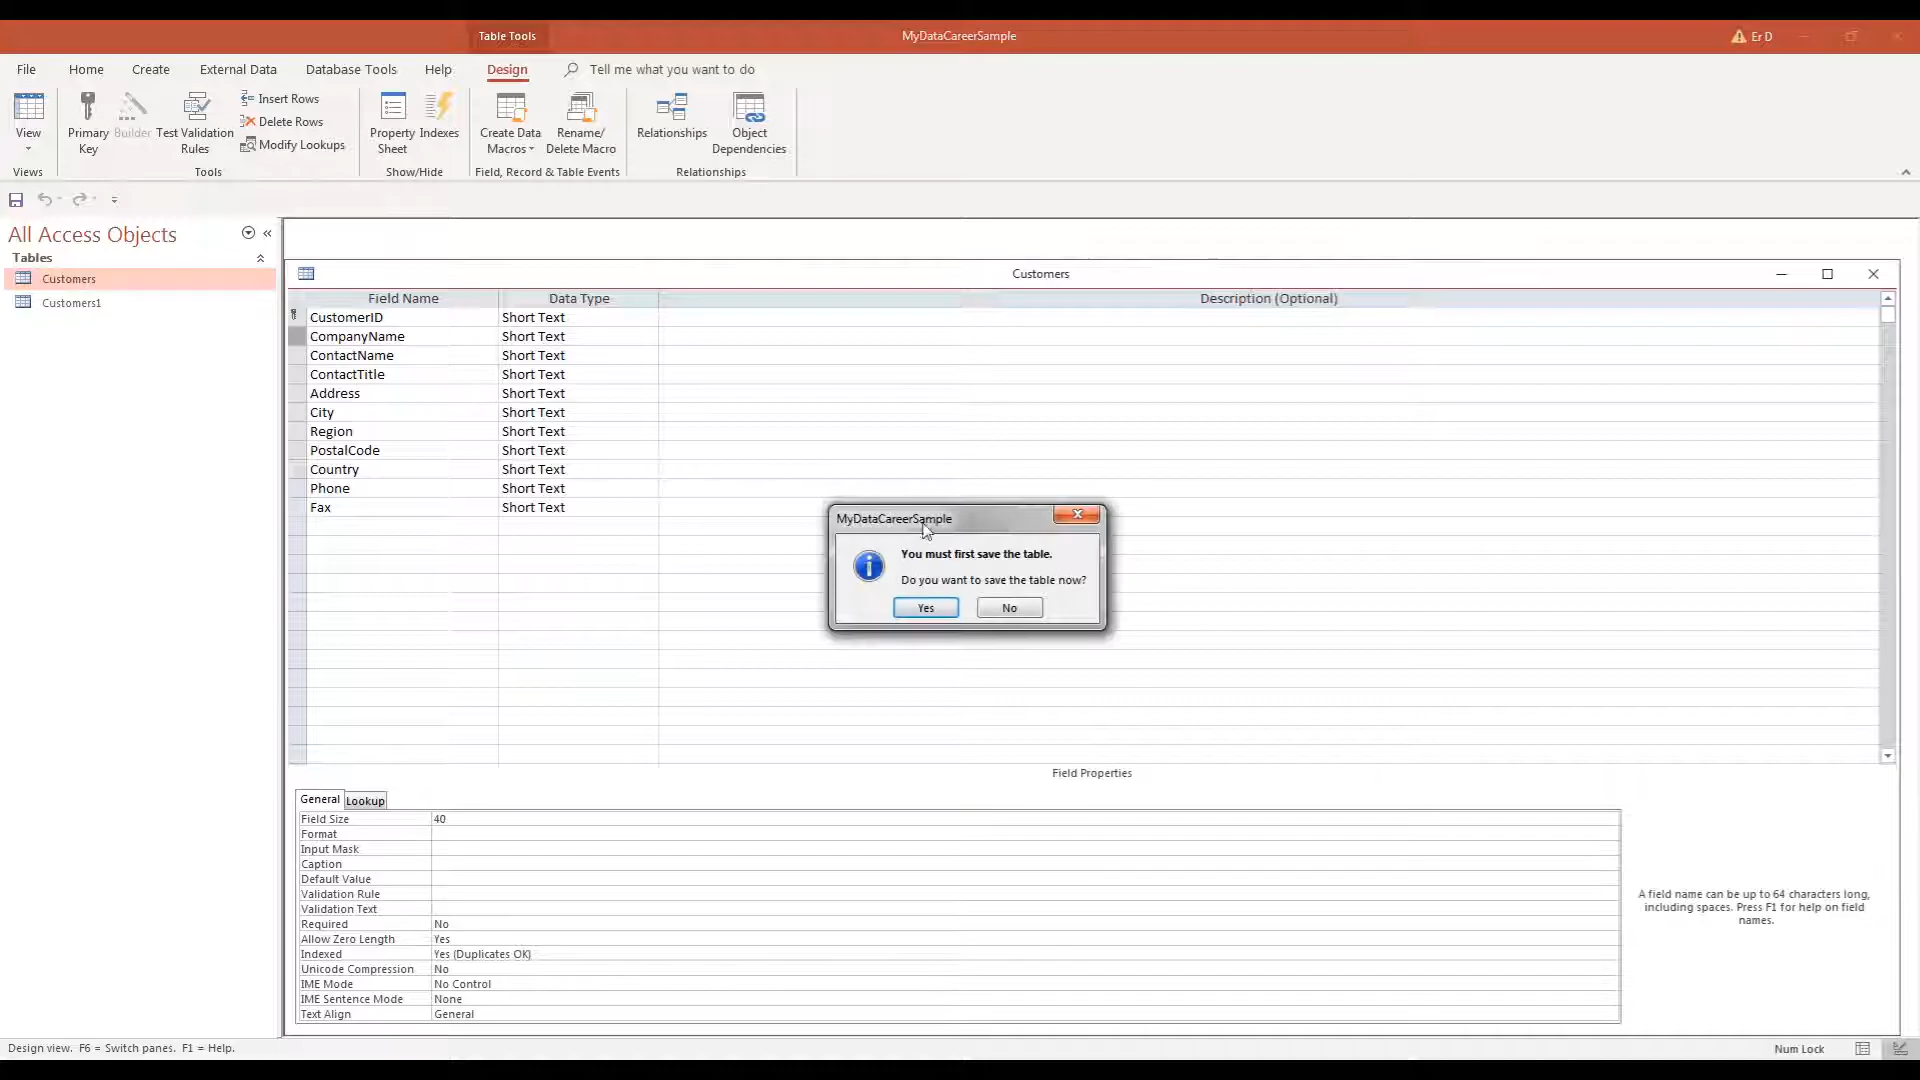 Table Tools
MyDataCareerSample
Er D
File Home Create External Data Database Tools Help Design Tell me what you want to do
View
Primary Key
Builder
Test Validation Rules
Insert Rows
Delete Rows
Modify Lookups
Property Sheet
Indexes
Create Data Macros
Rename/ Delete Macro
Relationships
Object Dependencies
Views Tools Show/Hide Field, Record & Table Events Relationships
All Access Objects
Tables
Customers
Customers1
Customers
Field Name Data Type Description (Optional)
CustomerID Short Text
CompanyName Short Text
ContactName Short Text
ContactTitle Short Text
Address Short Text
City Short Text
Region Short Text
PostalCode Short Text
Country Short Text
Phone Short Text
Fax Short Text
MyDataCareerSample
You must first save the table.
Do you want to save the table now?
Yes No
Field Properties
General Lookup
Field Size 40
Format
Input Mask
Caption
Default Value
Validation Rule
Validation Text
Required No
Allow Zero Length Yes
Indexed Yes (Duplicates OK)
Unicode Compression No
IME Mode No Control
IME Sentence Mode None
Text Align General
A field name can be up to 64 characters long,
including spaces. Press F1 for help on field
names.
Design view. F6 = Switch panes. F1 = Help.
Num Lock